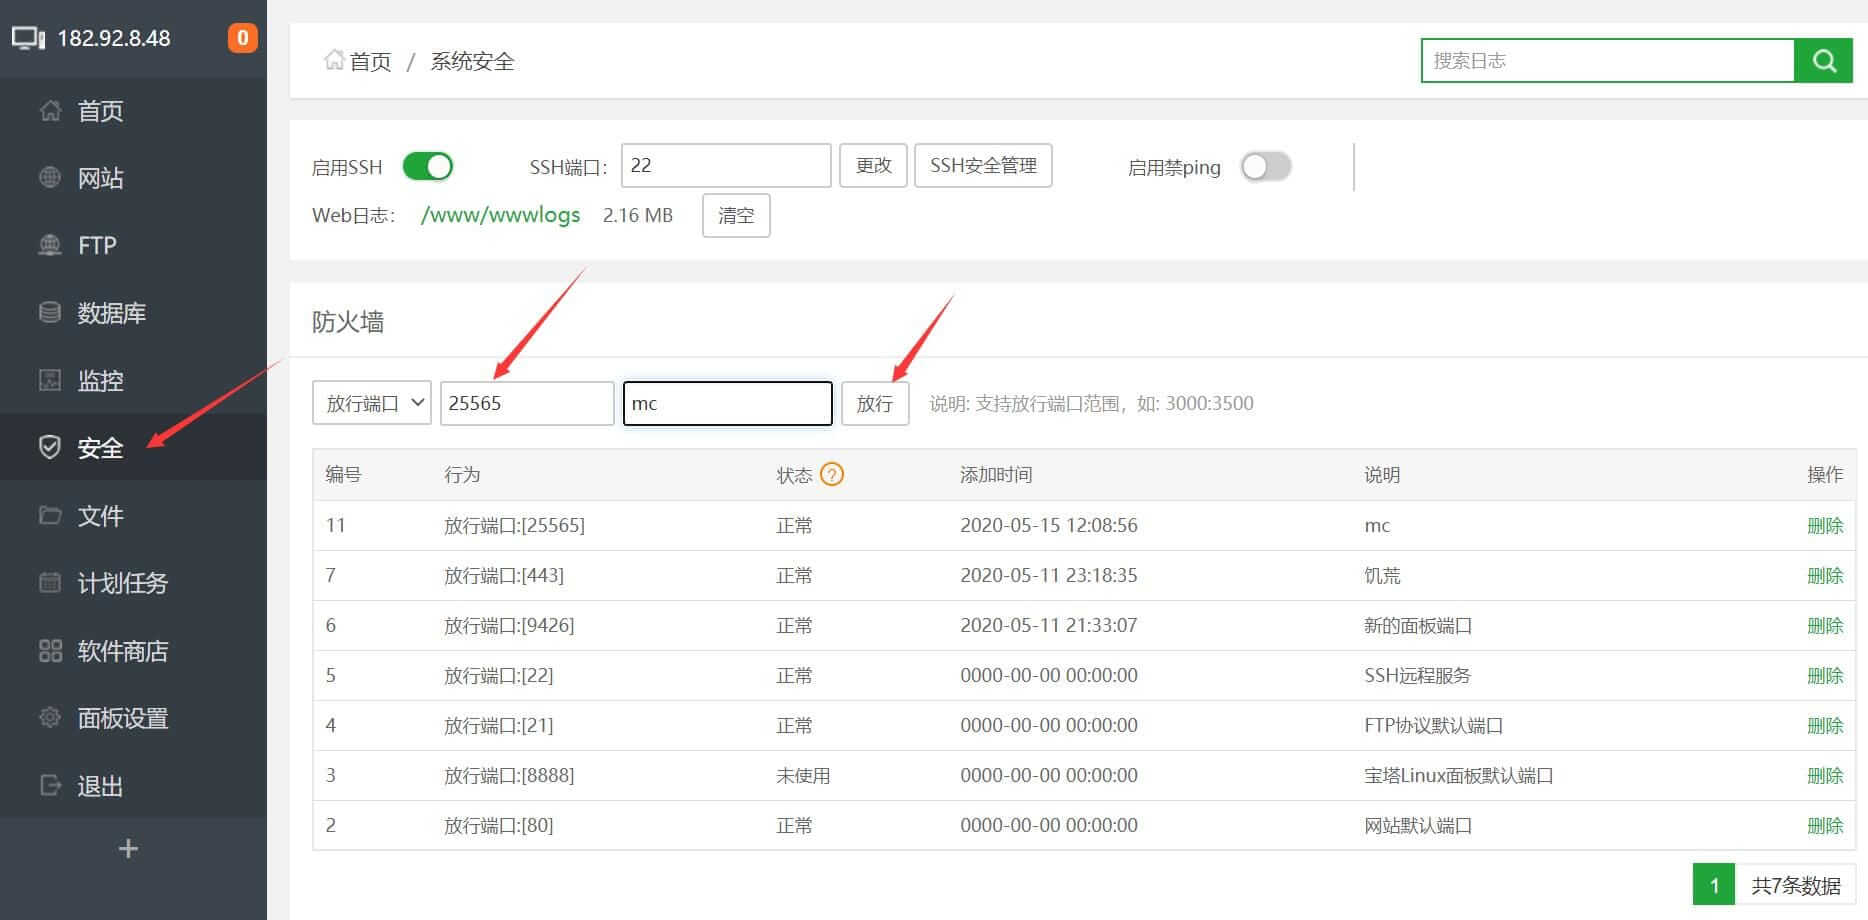 182.92.8.48 0
首页
网站
FTP
数据库
监控
安全
文件
计划任务
软件商店
面板设置
退出
+
首页 / 系统安全
搜索日志
启用SSH SSH端口: 22 更改 SSH安全管理 启用禁ping
Web日志: /www/wwwlogs 2.16 MB 清空
防火墙
放行端口 25565 mc 放行 说明: 支持放行端口范围，如: 3000:3500
编号 行为 状态 ? 添加时间 说明 操作
11 放行端口:[25565] 正常 2020-05-15 12:08:56 mc 删除
7 放行端口:[443] 正常 2020-05-11 23:18:35 饥荒 删除
6 放行端口:[9426] 正常 2020-05-11 21:33:07 新的面板端口 删除
5 放行端口:[22] 正常 0000-00-00 00:00:00 SSH远程服务 删除
4 放行端口:[21] 正常 0000-00-00 00:00:00 FTP协议默认端口 删除
3 放行端口:[8888] 未使用 0000-00-00 00:00:00 宝塔Linux面板默认端口 删除
2 放行端口:[80] 正常 0000-00-00 00:00:00 网站默认端口 删除
1 共7条数据